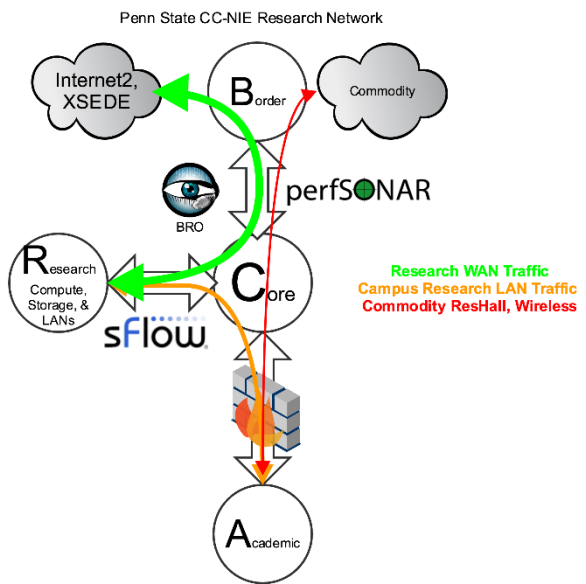 Penn State CC-NIE Research Network
Internet2,
XSEDE
Border
Commodity
BRO
perfSONAR
Research
Compute,
Storage, &
LANs
Core
sFlow
Research WAN Traffic
Campus Research LAN Traffic
Commodity ResHall, Wireless
Academic